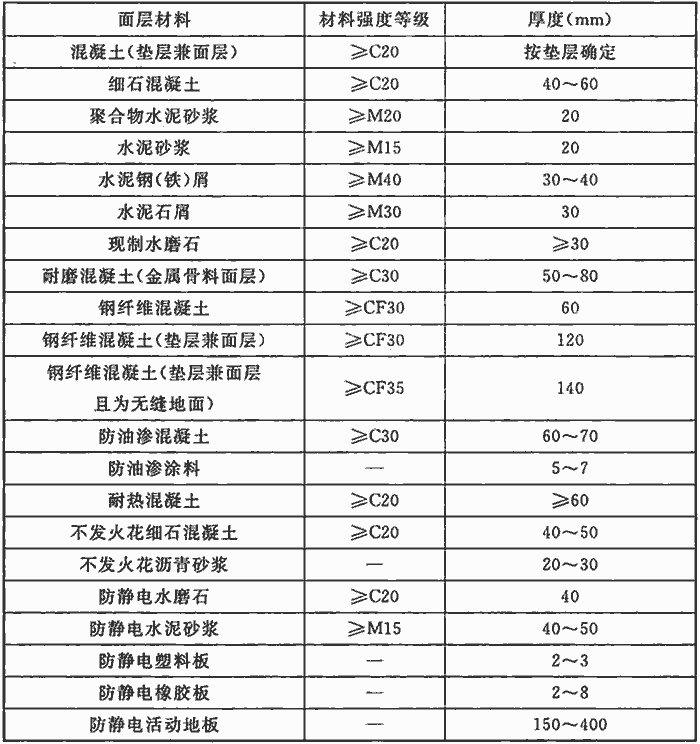 面层材料 材料强度等级 厚度(mm)
混凝土(垫层兼面层) ≥C20 按垫层确定
细石混凝土 ≥C20 40～60
聚合物水泥砂浆 ≥M20 20
水泥砂浆 ≥M15 20
水泥钢(铁)屑 ≥M40 30～40
水泥石屑 ≥M30 30
现制水磨石 ≥C20 ≥30
耐磨混凝土(金属骨料面层) ≥C30 50～80
钢纤维混凝土 ≥CF30 60
钢纤维混凝土(垫层兼面层) ≥CF30 120
钢纤维混凝土(垫层兼面层
且为无缝地面) ≥CF35 140
防油渗混凝土 ≥C30 60～70
防油渗涂料 — 5～7
耐热混凝土 ≥C20 ≥60
不发火花细石混凝土 ≥C20 40～50
不发火花沥青砂浆 — 20～30
防静电水磨石 ≥C20 40
防静电水泥砂浆 ≥M15 40～50
防静电塑料板 — 2～3
防静电橡胶板 — 2～8
防静电活动地板 — 150～400